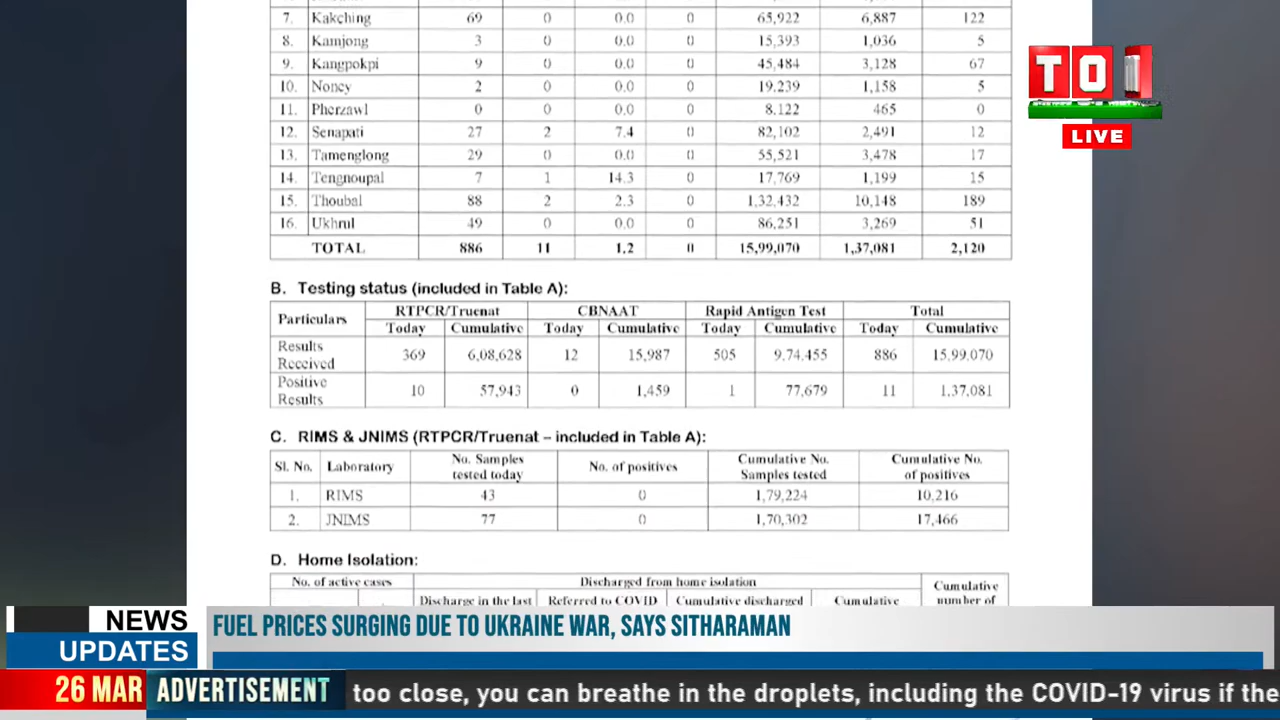 7. Kakching 69 0 0.0 0 65,922 6,887 122
8. Kamjong 3 0 0.0 0 15,393 1,036 5
9. Kangpokpi 9 0 0.0 0 45,484 3,128 67
10. Noney 2 0 0.0 0 19,239 1,158 5
11. Pherzawl 0 0 0.0 0 8,122 465 0
12. Senapati 27 2 7.4 0 82,102 2,491 12
13. Tamenglong 29 0 0.0 0 55,521 3,478 17
14. Tengnoupal 7 1 14.3 0 17,769 1,199 15
15. Thoubal 88 2 2.3 0 1,32,432 10,148 189
16. Ukhrul 49 0 0.0 0 86,251 3,269 51
TOTAL 886 11 1.2 0 15,99,070 1,37,081 2,120
TO1
LIVE
B. Testing status (included in Table A):
Particulars RTPCR/Truenat CBNAAT Rapid Antigen Test Total
Today Cumulative Today Cumulative Today Cumulative Today Cumulative
Results Received 369 6,08,628 12 15,987 505 9,74,455 886 15,99,070
Positive Results 10 57,943 0 1,459 1 77,679 11 1,37,081
C. RIMS & JNIMS (RTPCR/Truenat – included in Table A):
Sl. No. Laboratory No. Samples tested today No. of positives Cumulative No. Samples tested Cumulative No. of positives
1. RIMS 43 0 1,79,224 10,216
2. JNIMS 77 0 1,70,302 17,466
D. Home Isolation:
No. of active cases Discharged from home isolation Cumulative number of
Discharge in the last Referred to COVID Cumulative discharged Cumulative
NEWS
UPDATES
FUEL PRICES SURGING DUE TO UKRAINE WAR, SAYS SITHARAMAN
26 MAR ADVERTISEMENT too close, you can breathe in the droplets, including the COVID-19 virus if the